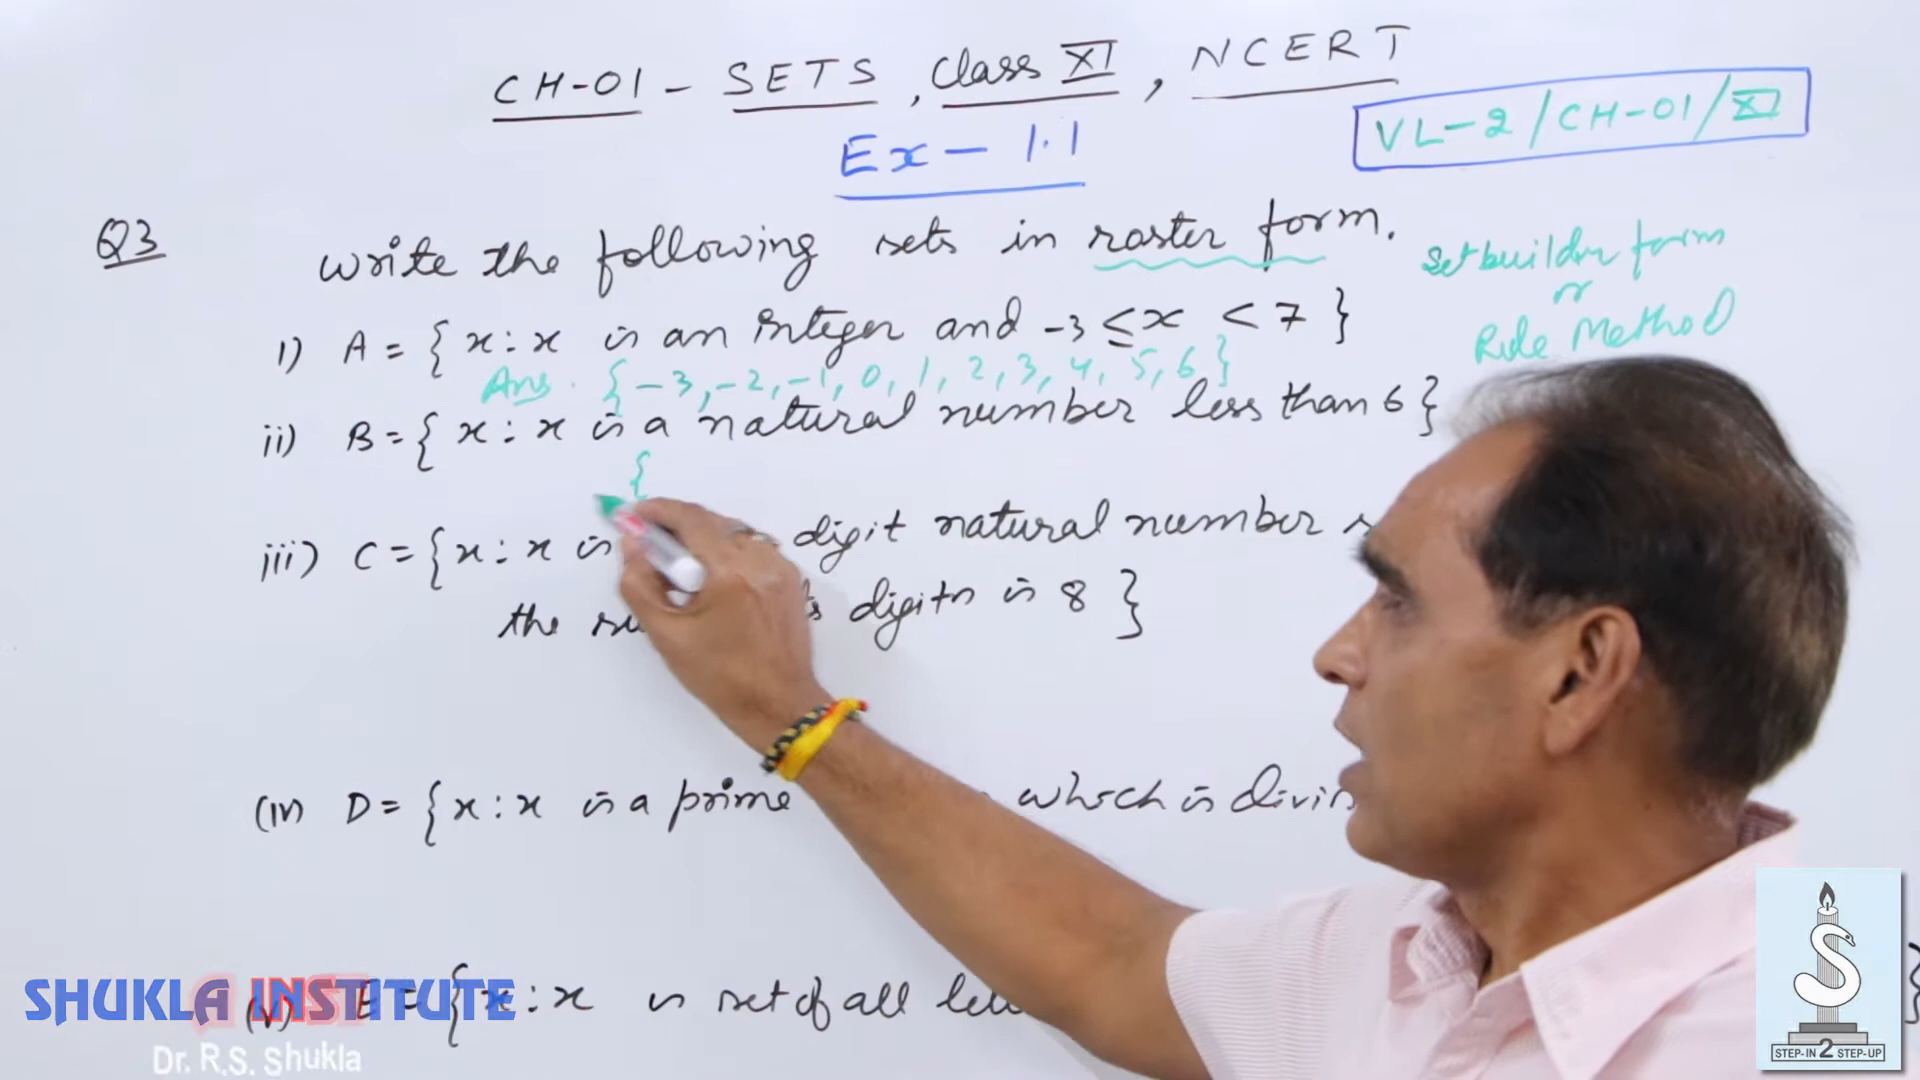 CH-01 - SETS, Class XI, NCERT
Ex - 1.1
VL-2/CH-01/XI
Q3 Write the following sets in roster form.
Set builder form
or
Rule Method
i) A = { x : x is an integer and -3 ≤ x < 7 }
Ans. { -3, -2, -1, 0, 1, 2, 3, 4, 5, 6 }
ii) B = { x : x is a natural number less than 6 }
{
iii) C = { x : x is digit natural number
the digits is 8 }
(iv) D = { x : x is a prime which is
(v) E = { x : x is set of all
SHUKLA INSTITUTE
Dr. R.S. Shukla
S
STEP-IN 2 STEP-UP